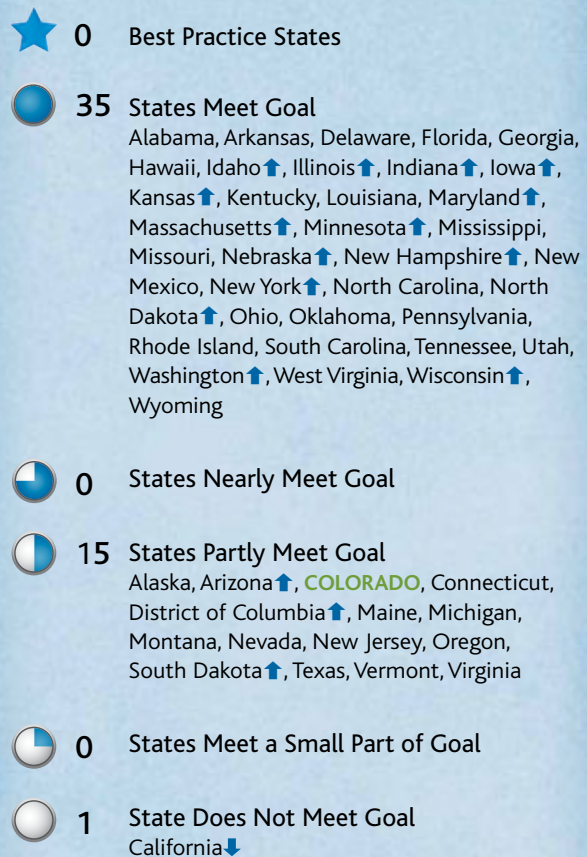 0 Best Practice States
35 States Meet Goal
Alabama, Arkansas, Delaware, Florida, Georgia,
Hawaii, Idaho⬆, Illinois⬆, Indiana⬆, Iowa⬆,
Kansas⬆, Kentucky, Louisiana, Maryland⬆,
Massachusetts⬆, Minnesota⬆, Mississippi,
Missouri, Nebraska⬆, New Hampshire⬆, New
Mexico, New York⬆, North Carolina, North
Dakota⬆, Ohio, Oklahoma, Pennsylvania,
Rhode Island, South Carolina, Tennessee, Utah,
Washington⬆, West Virginia, Wisconsin⬆,
Wyoming
0 States Nearly Meet Goal
15 States Partly Meet Goal
Alaska, Arizona⬆, COLORADO, Connecticut,
District of Columbia⬆, Maine, Michigan,
Montana, Nevada, New Jersey, Oregon,
South Dakota⬆, Texas, Vermont, Virginia
0 States Meet a Small Part of Goal
1 State Does Not Meet Goal
California⬇